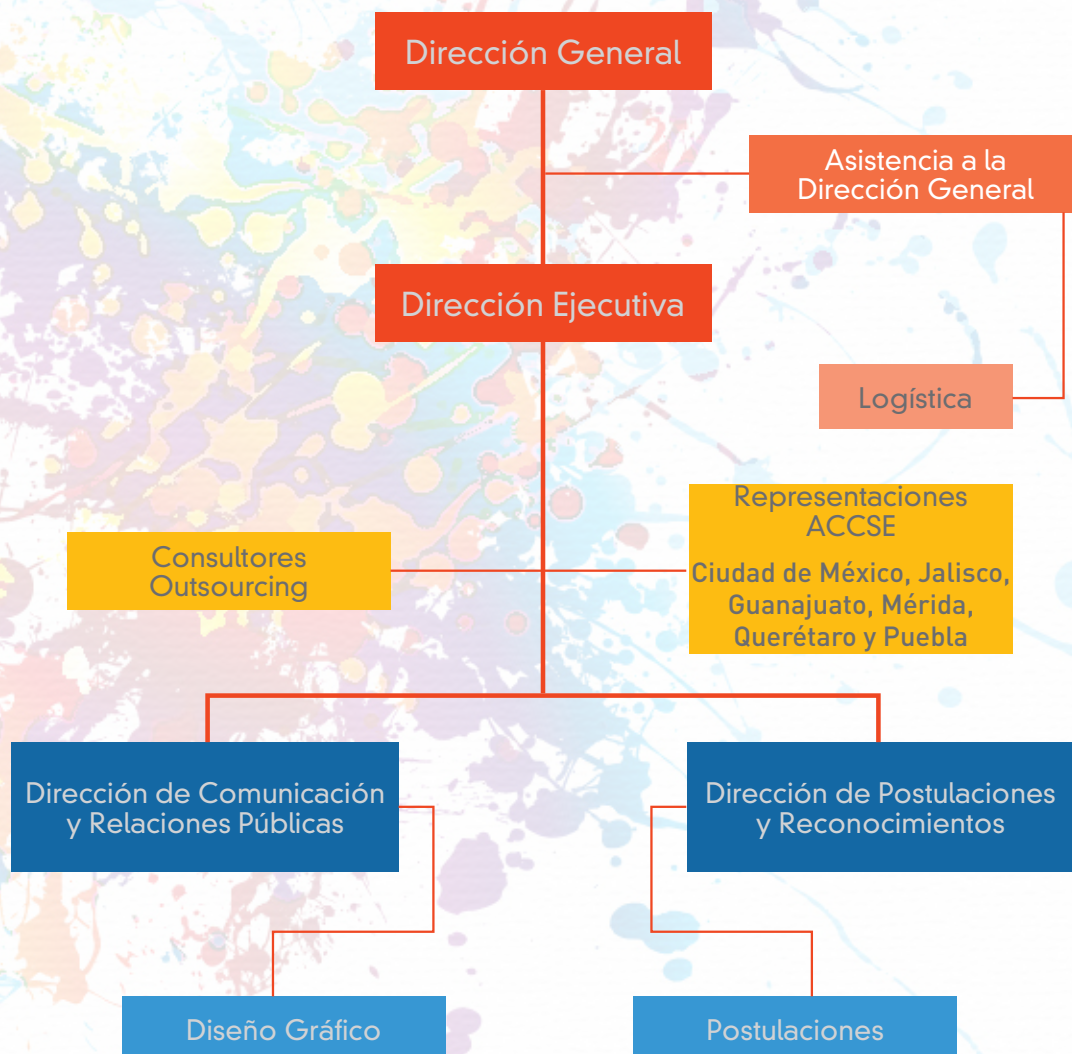 Dirección General
Asistencia a la
Dirección General
Dirección Ejecutiva
Logística
Representaciones
ACCSE
Ciudad de México, Jalisco,
Guanajuato, Mérida,
Querétaro y Puebla
Consultores
Outsourcing
Dirección de Comunicación
y Relaciones Públicas
Dirección de Postulaciones
y Reconocimientos
Diseño Gráfico
Postulaciones